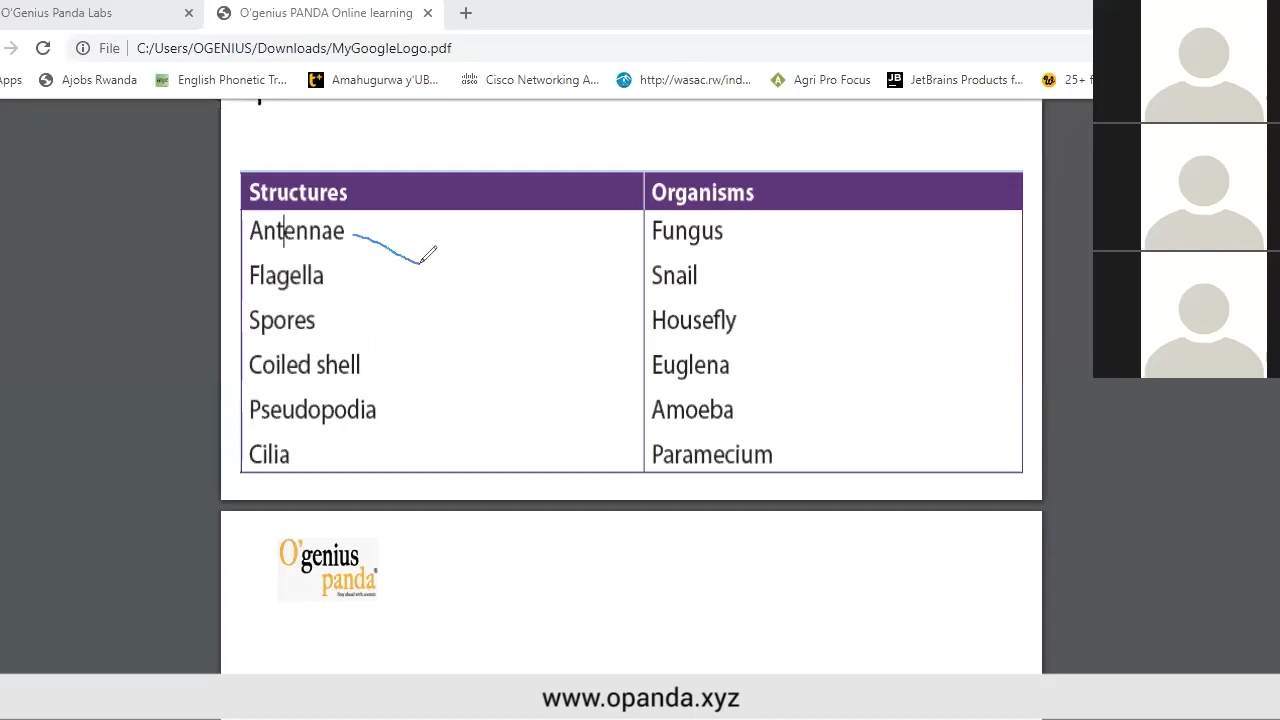 O'Genius Panda Labs
O'genius PANDA Online learning
File C:/Users/OGENIUS/Downloads/MyGoogleLogo.pdf
Apps Ajobs Rwanda English Phonetic Tr... Amahugurwa y'UB... Cisco Networking A... http://wasac.rw/ind... Agri Pro Focus JetBrains Products f... 25+
Structures Organisms
Antennae Fungus
Flagella Snail
Spores Housefly
Coiled shell Euglena
Pseudopodia Amoeba
Cilia Paramecium
O'genius
panda
www.opanda.xyz